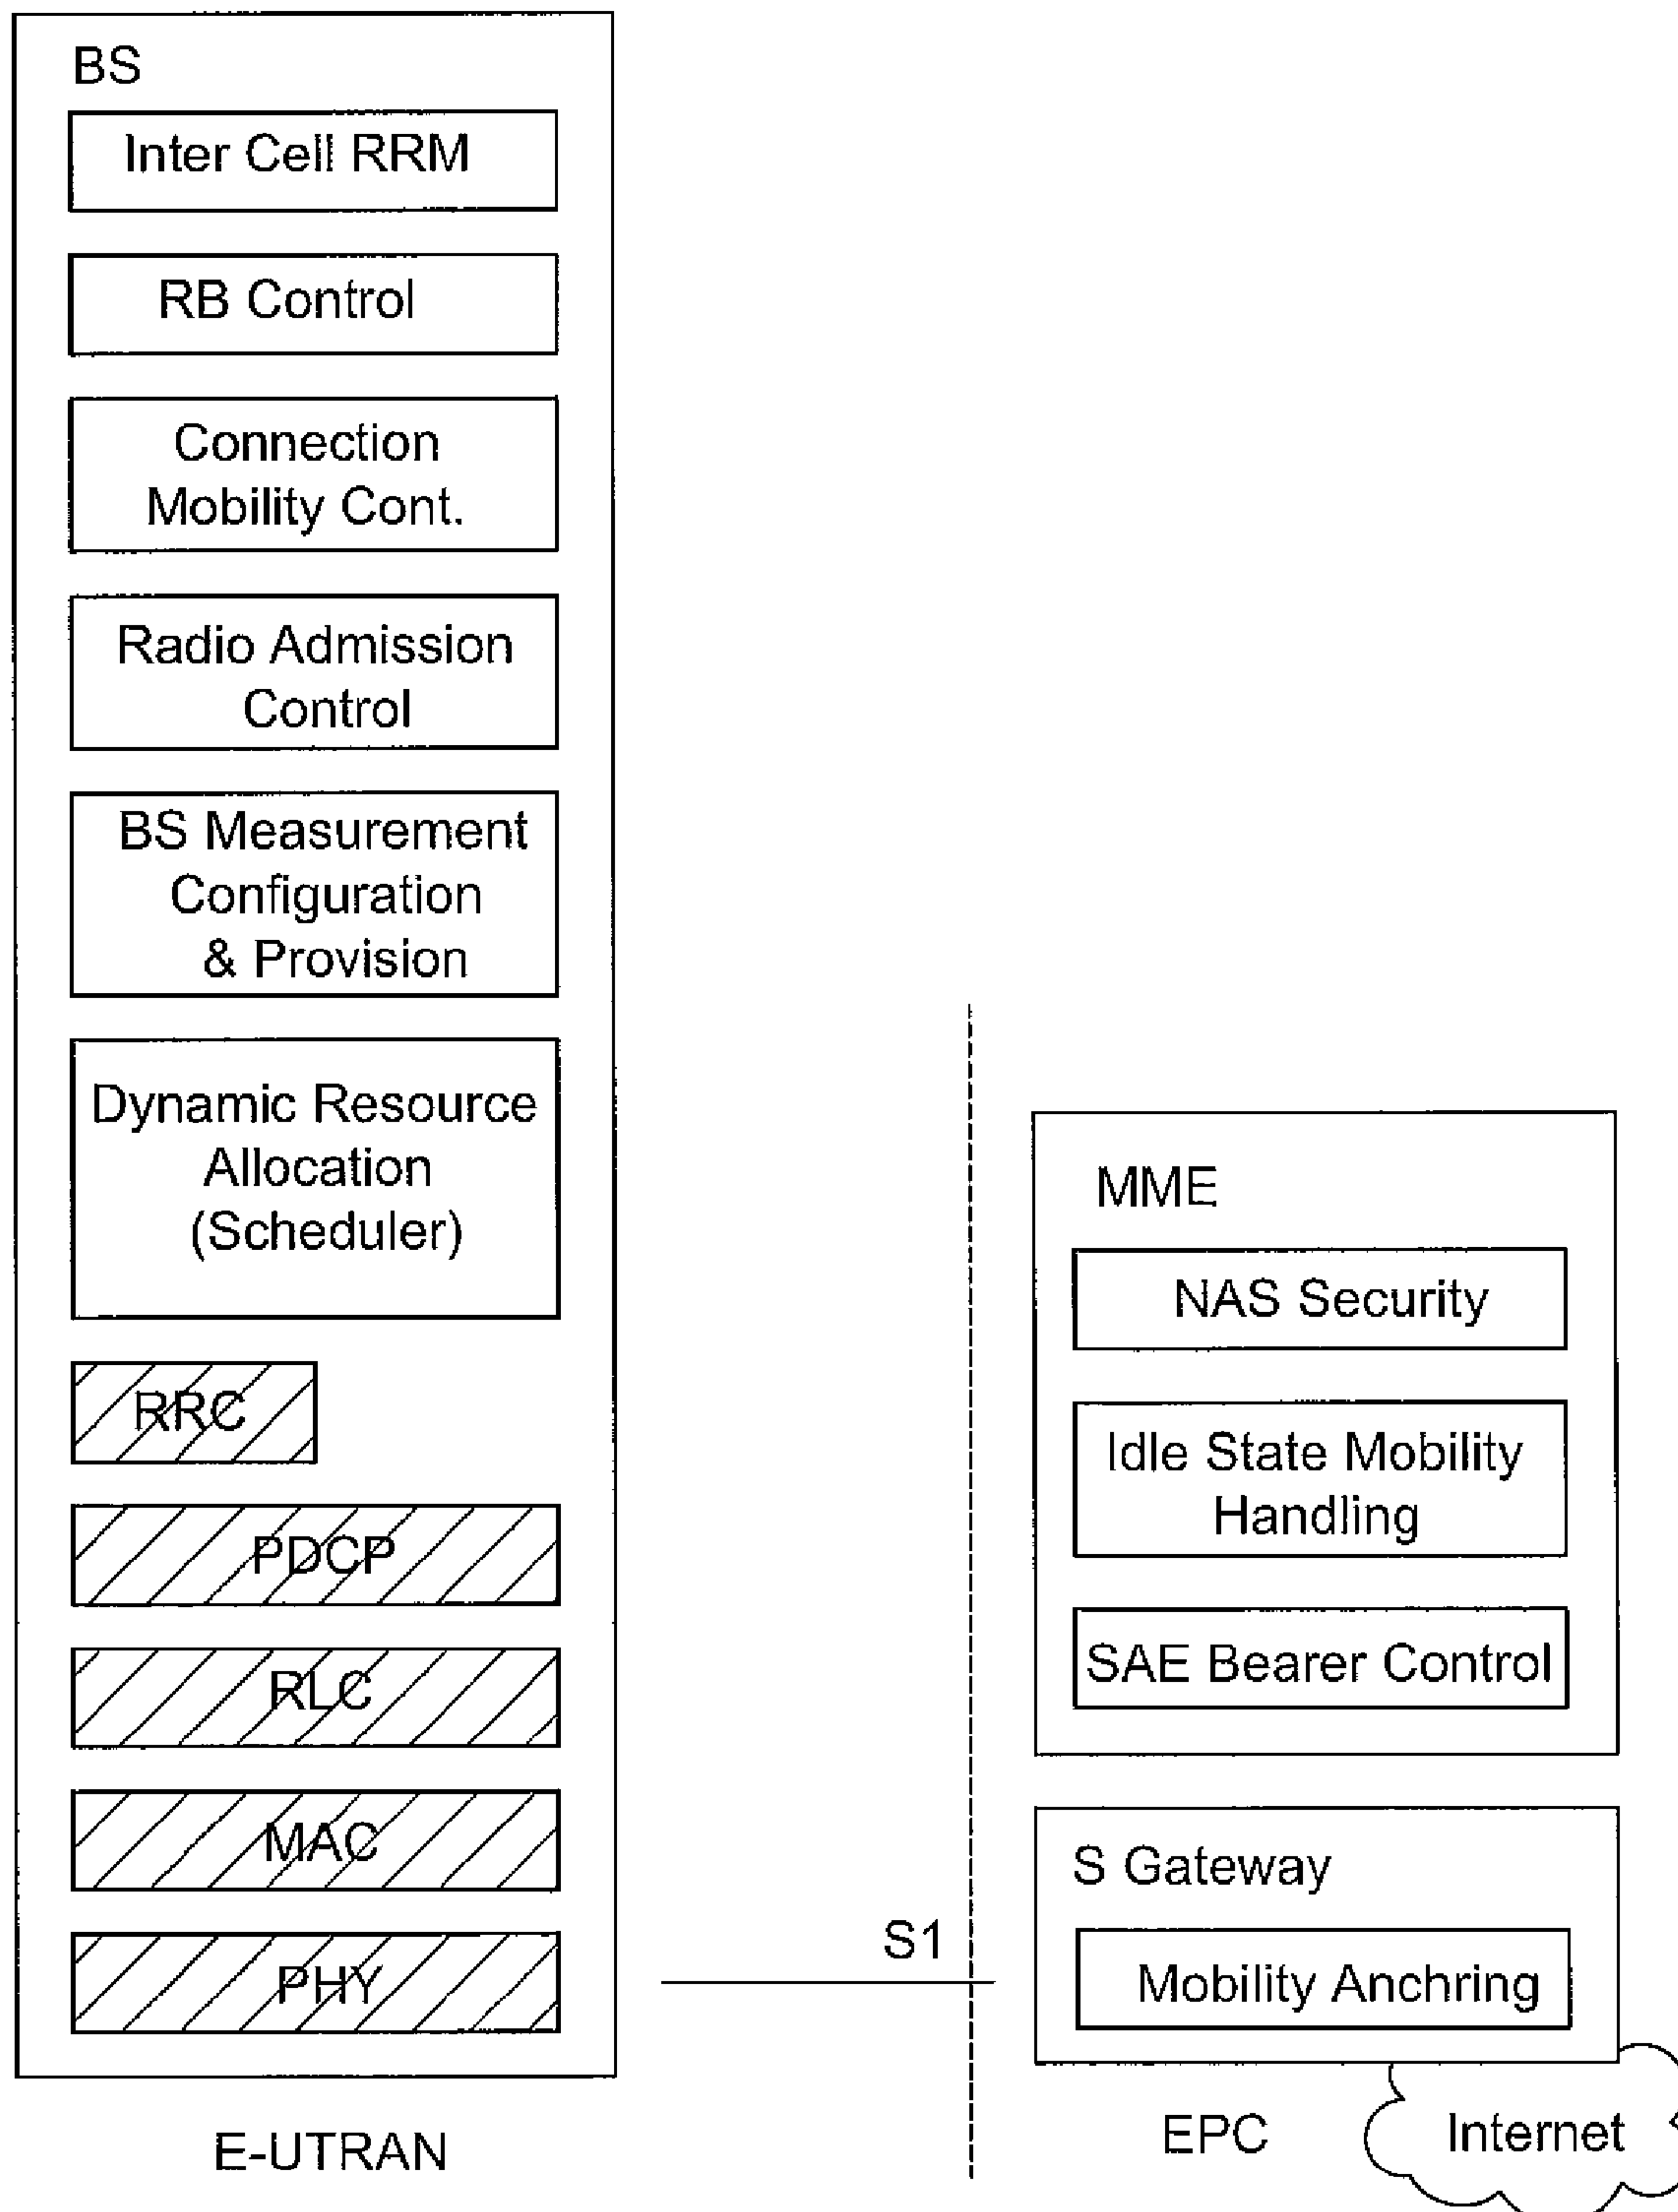 BS
Inter Cell RRM
RB Control
Connection
Mobility Cont.
Radio Admission
Control
BS Measurement
Configuration
& Provision
Dynamic Resource
Allocation
(Scheduler)
RRC
PDCP
RLC
MAC
PHY
E-UTRAN
S1
MME
NAS Security
Idle State Mobility
Handling
SAE Bearer Control
S Gateway
Mobility Anchring
EPC
Internet